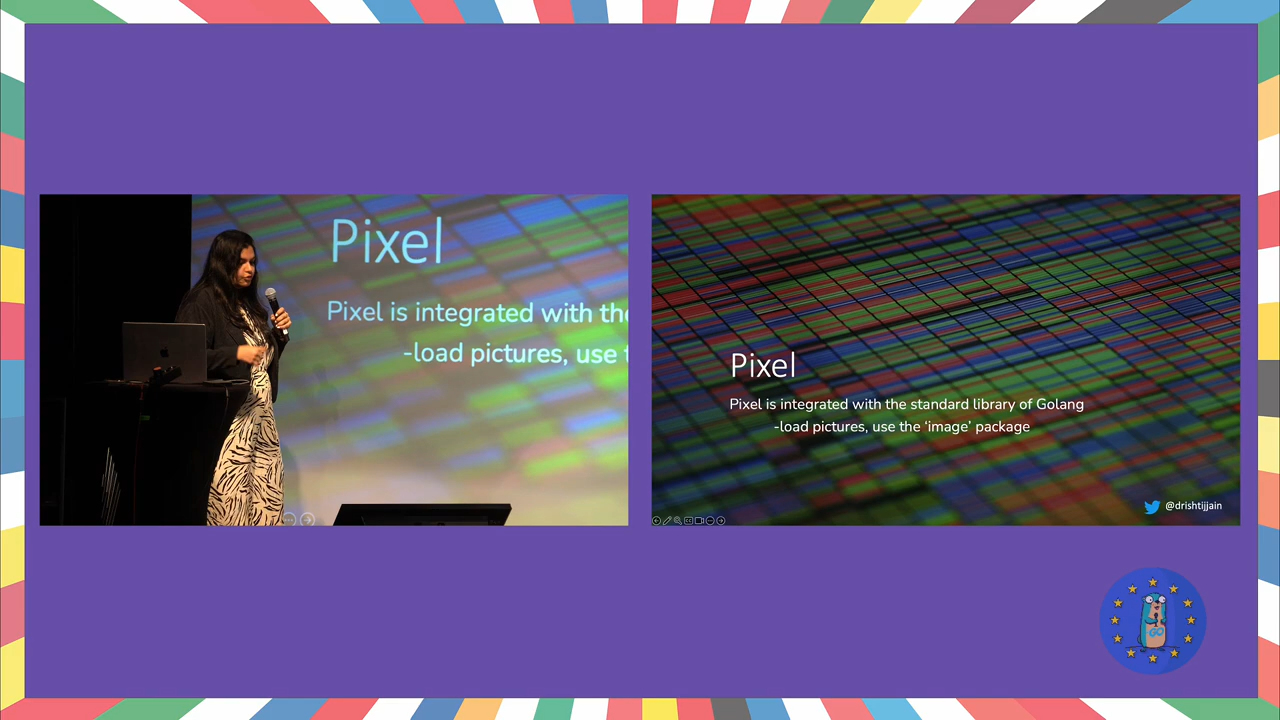 Pixel
Pixel is integrated with the
-load pictures, use
Pixel
Pixel is integrated with the standard library of Golang
-load pictures, use the ‘image’ package
@drishtijjain
GO